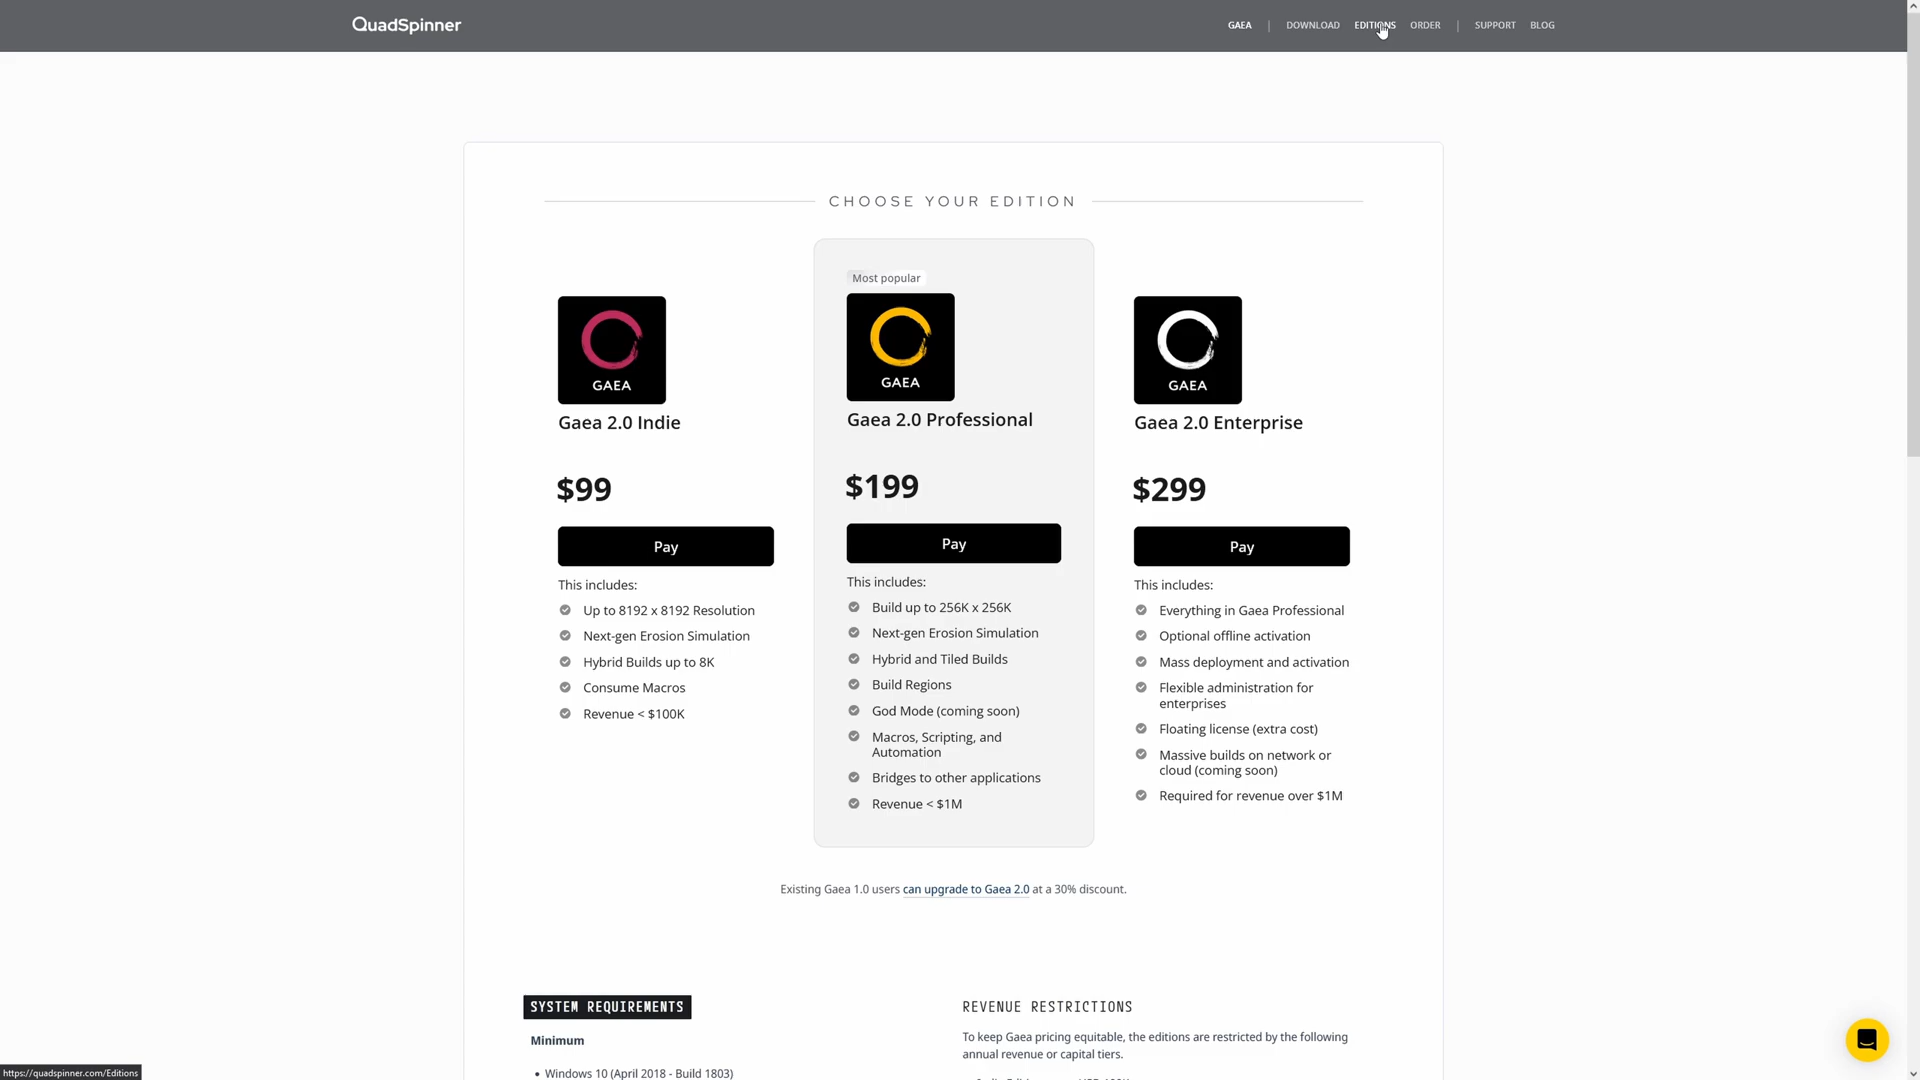 QuadSpinner
GAEA | DOWNLOAD EDITIONS ORDER | SUPPORT BLOG
CHOOSE YOUR EDITION
GAEA
Gaea 2.0 Indie
$99
Pay
This includes:
Up to 8192 x 8192 Resolution
Next-gen Erosion Simulation
Hybrid Builds up to 8K
Consume Macros
Revenue < $100K
Most popular
GAEA
Gaea 2.0 Professional
$199
Pay
This includes:
Build up to 256K x 256K
Next-gen Erosion Simulation
Hybrid and Tiled Builds
Build Regions
God Mode (coming soon)
Macros, Scripting, and
Automation
Bridges to other applications
Revenue < $1M
GAEA
Gaea 2.0 Enterprise
$299
Pay
This includes:
Everything in Gaea Professional
Optional offline activation
Mass deployment and activation
Flexible administration for
enterprises
Floating license (extra cost)
Massive builds on network or
cloud (coming soon)
Required for revenue over $1M
Existing Gaea 1.0 users can upgrade to Gaea 2.0 at a 30% discount.
SYSTEM REQUIREMENTS
Minimum
• Windows 10 (April 2018 - Build 1803)
REVENUE RESTRICTIONS
To keep Gaea pricing equitable, the editions are restricted by the following
annual revenue or capital tiers.
https://quadspinner.com/Editions